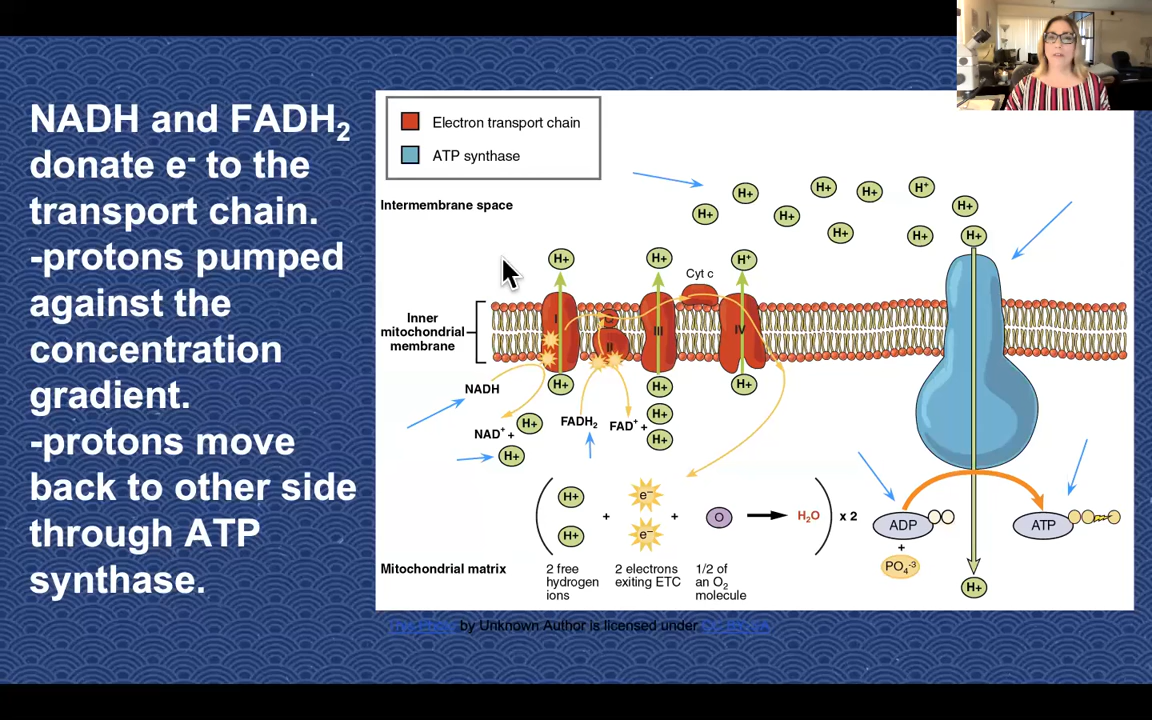 NADH and FADH₂
donate e⁻ to the
transport chain.
-protons pumped
against the
concentration
gradient.
-protons move
back to other side
through ATP
synthase.
Electron transport chain
ATP synthase
Intermembrane space
H+ H+ H+ H⁺ H+
H+ H+ H+ H+ H+
H+ H+ H⁺
Cyt c
Inner
mitochondrial
membrane
I II III IV
H+ H+ H+
NADH
NAD⁺ + H+
H+
FADH₂ FAD⁺ +
H+
H+
H+ e⁻
+ + O H₂O x 2
H+ e⁻
Mitochondrial matrix
2 free
hydrogen
ions
2 electrons
exiting ETC
1/2 of
an O₂
molecule
ADP
+
PO₄⁻³
ATP
H+
by Unknown Author is licensed under